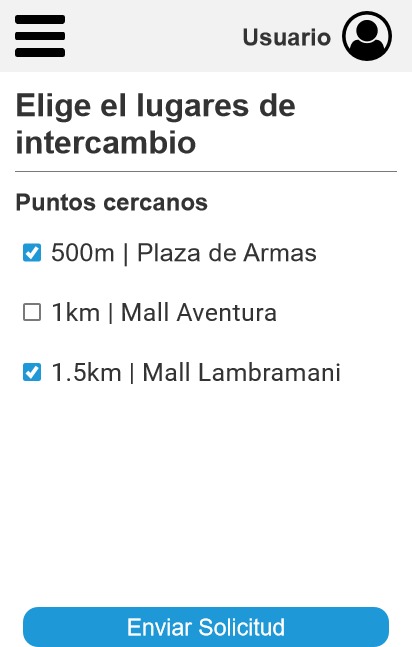 Usuario
Elige el lugares de
intercambio
Puntos cercanos
500m | Plaza de Armas
1km | Mall Aventura
1.5km | Mall Lambramani
Enviar Solicitud